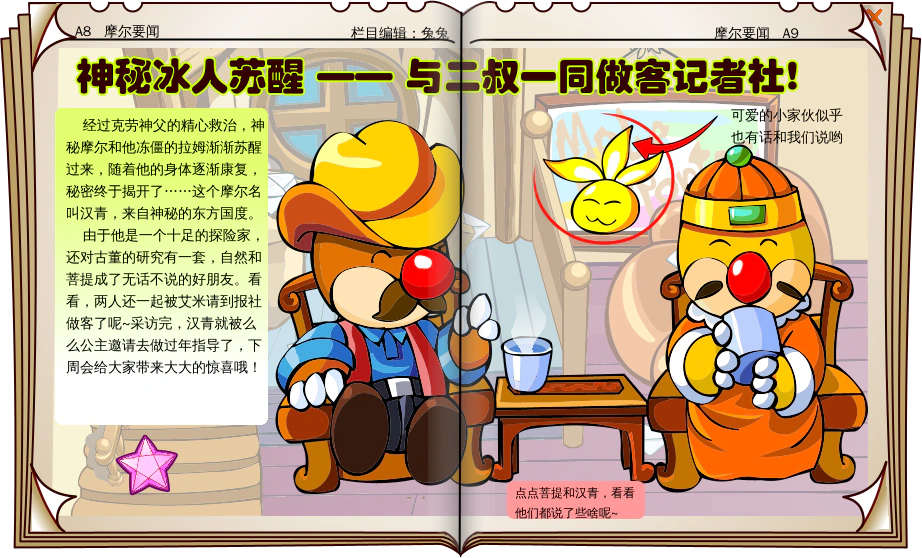 A8 摩尔要闻
栏目编辑：兔兔
摩尔要闻 A9
神秘冰人苏醒 —— 与二叔一同做客记者社！
经过克劳神父的精心救治，神
秘摩尔和他冻僵的拉姆渐渐苏醒
过来，随着他的身体逐渐康复，
秘密终于揭开了……这个摩尔名
叫汉青，来自神秘的东方国度。
由于他是一个十足的探险家，
还对古董的研究有一套，自然和
菩提成了无话不说的好朋友。看
看，两人还一起被艾米请到报社
做客了呢~采访完，汉青就被么
么公主邀请去做过年指导了，下
周会给大家带来大大的惊喜哦！
可爱的小家伙似乎
也有话和我们说哟
点点菩提和汉青，看看
他们都说了些啥呢~